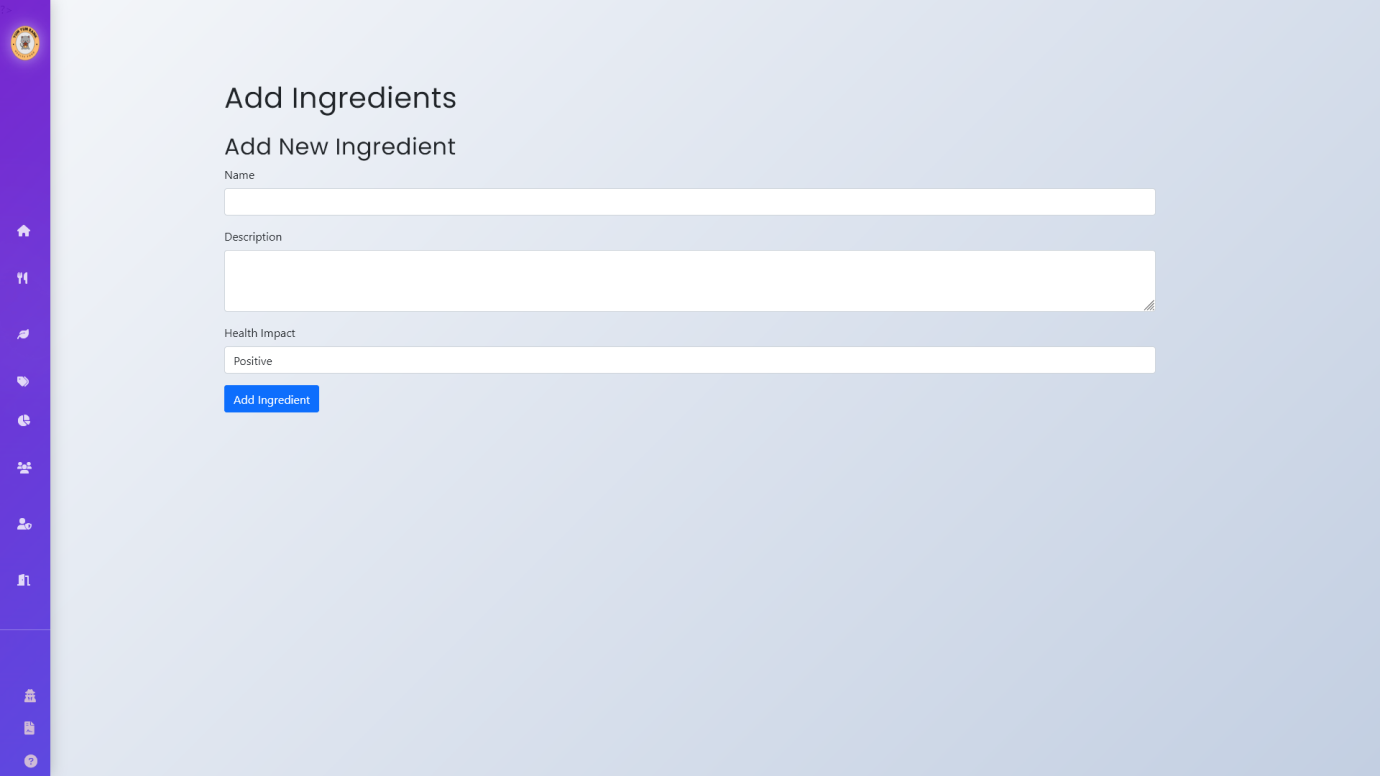 Add Ingredients
Add New Ingredient
Name
Description
Health Impact
Positive
Add Ingredient